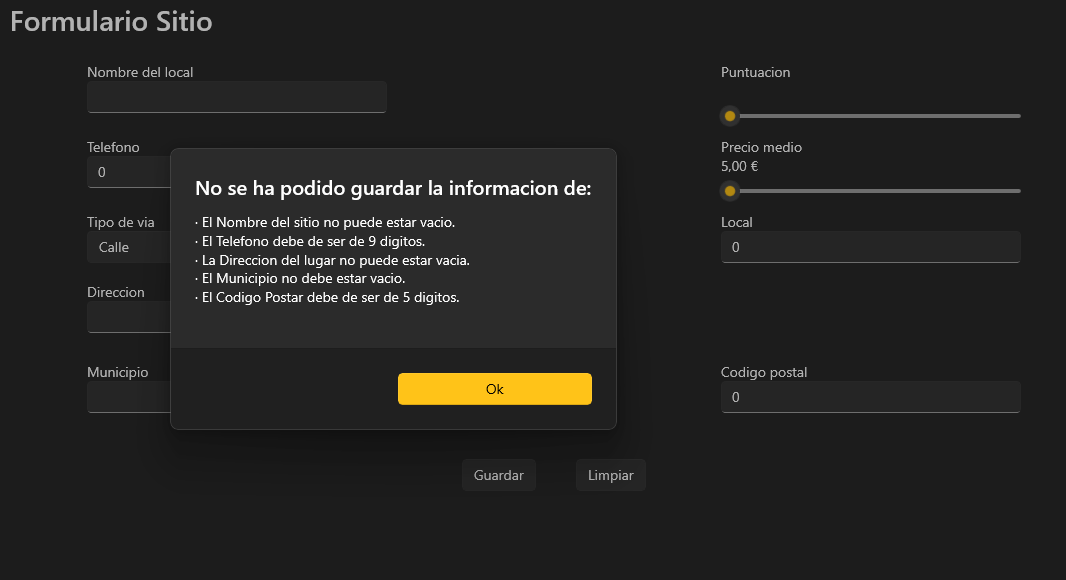 Formulario Sitio
Nombre del local
Puntuacion
Telefono
0
Precio medio
5,00 €
Tipo de via
Calle
Local
0
Direccion
Municipio
Codigo postal
0
No se ha podido guardar la informacion de:
· El Nombre del sitio no puede estar vacio.
· El Telefono debe de ser de 9 digitos.
· La Direccion del lugar no puede estar vacia.
· El Municipio no debe estar vacio.
· El Codigo Postar debe de ser de 5 digitos.
Ok
Guardar
Limpiar